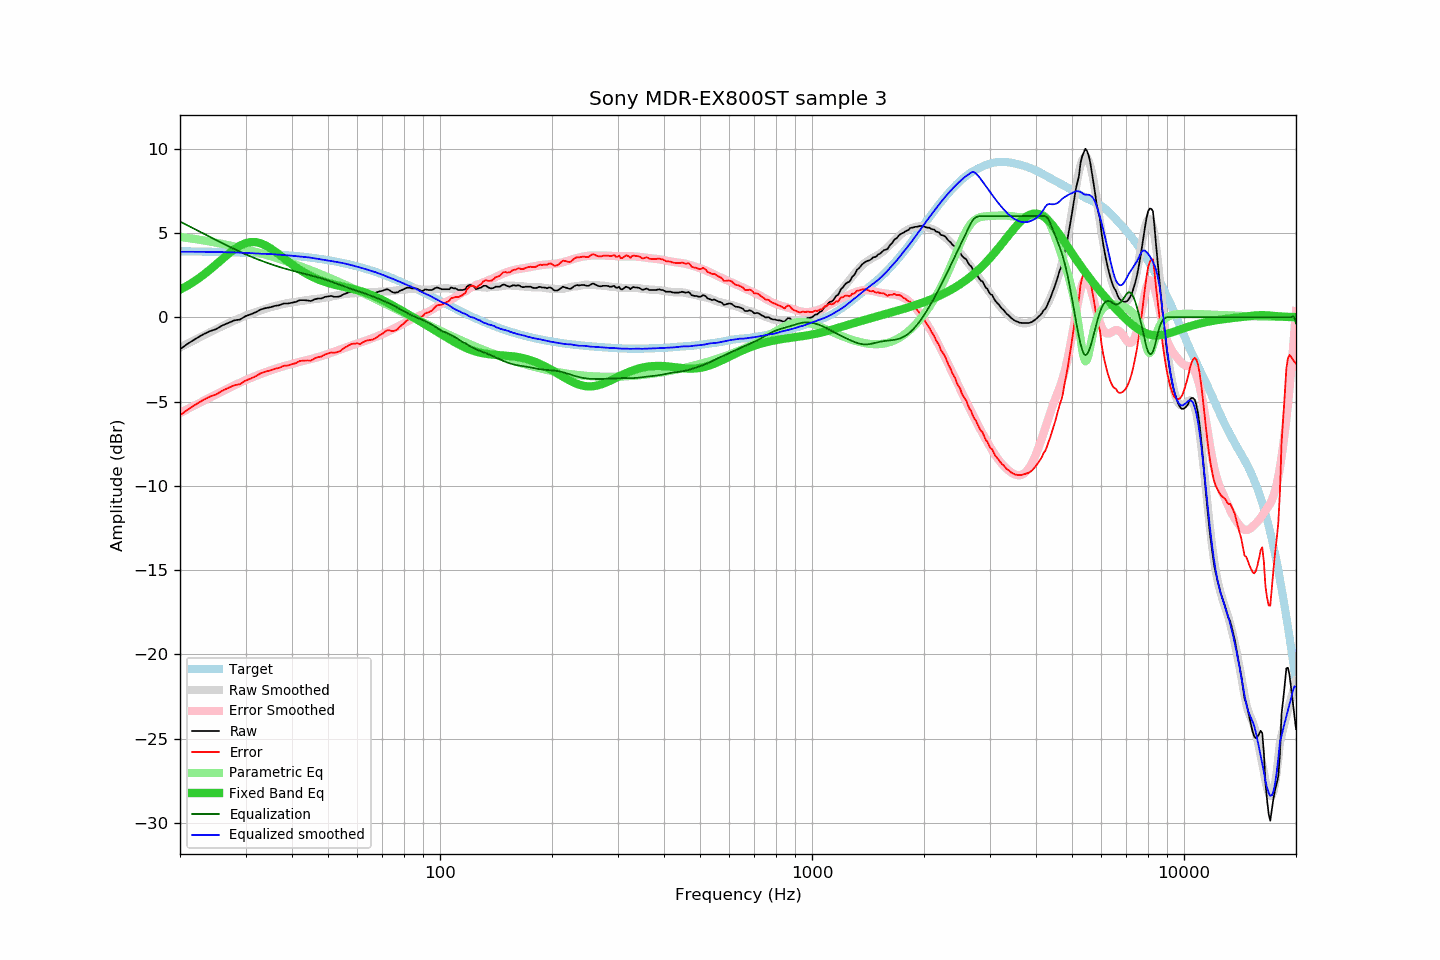 Sony MDR-EX800ST sample 3
10
5
0
−5
−10
−15
−20
−25
−30
Amplitude (dBr)
Target
Raw Smoothed
Error Smoothed
Raw
Error
Parametric Eq
Fixed Band Eq
Equalization
Equalized smoothed
100
1000
10000
Frequency (Hz)